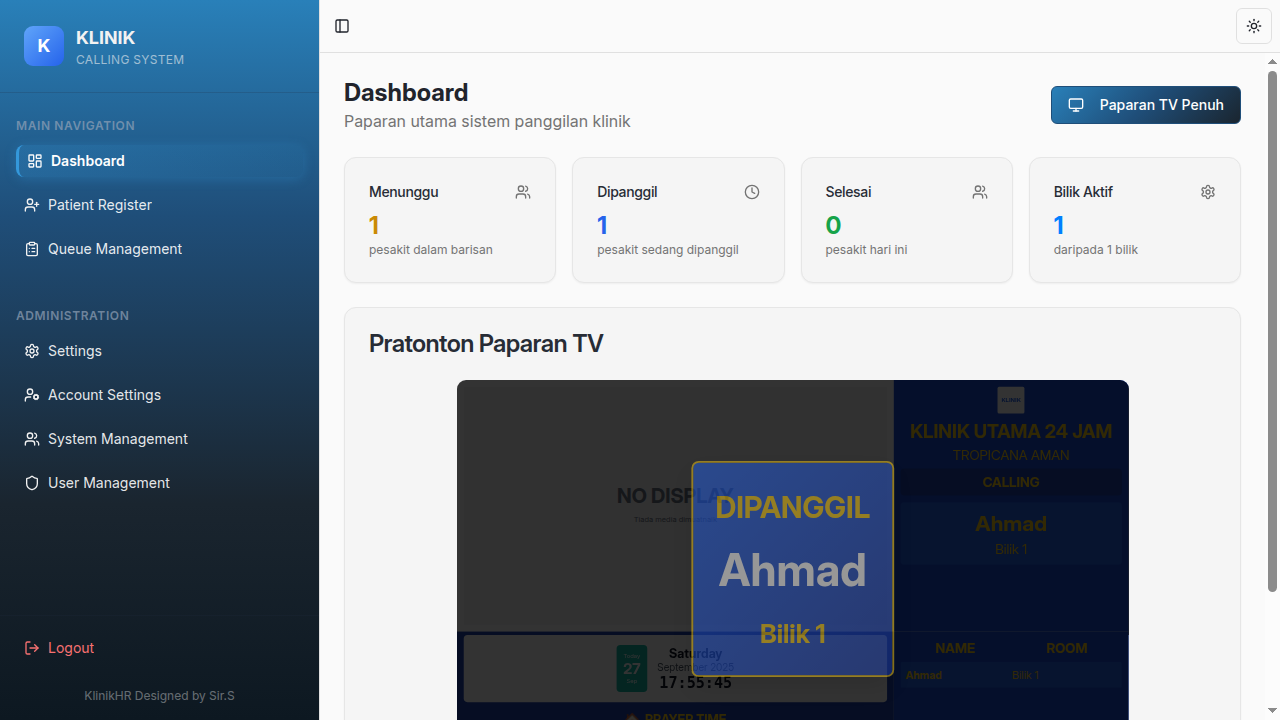 K
KLINIK
CALLING SYSTEM
MAIN NAVIGATION
Dashboard
Patient Register
Queue Management
ADMINISTRATION
Settings
Account Settings
System Management
User Management
Logout
KlinikHR Designed by Sir.S
Dashboard
Paparan utama sistem panggilan klinik
Paparan TV Penuh
Menunggu
1
pesakit dalam barisan
Dipanggil
1
pesakit sedang dipanggil
Selesai
0
pesakit hari ini
Bilik Aktif
1
daripada 1 bilik
Pratonton Paparan TV
NO DISPLAY
Tiada media
DIPANGGIL
Ahmad
Bilik 1
KLINIK
KLINIK UTAMA 24 JAM
TROPICANA AMAN
CALLING
Ahmad
Bilik 1
NAME ROOM
Ahmad Bilik 1
27
Saturday
September 2025
17:55:45
PRAYER TIME